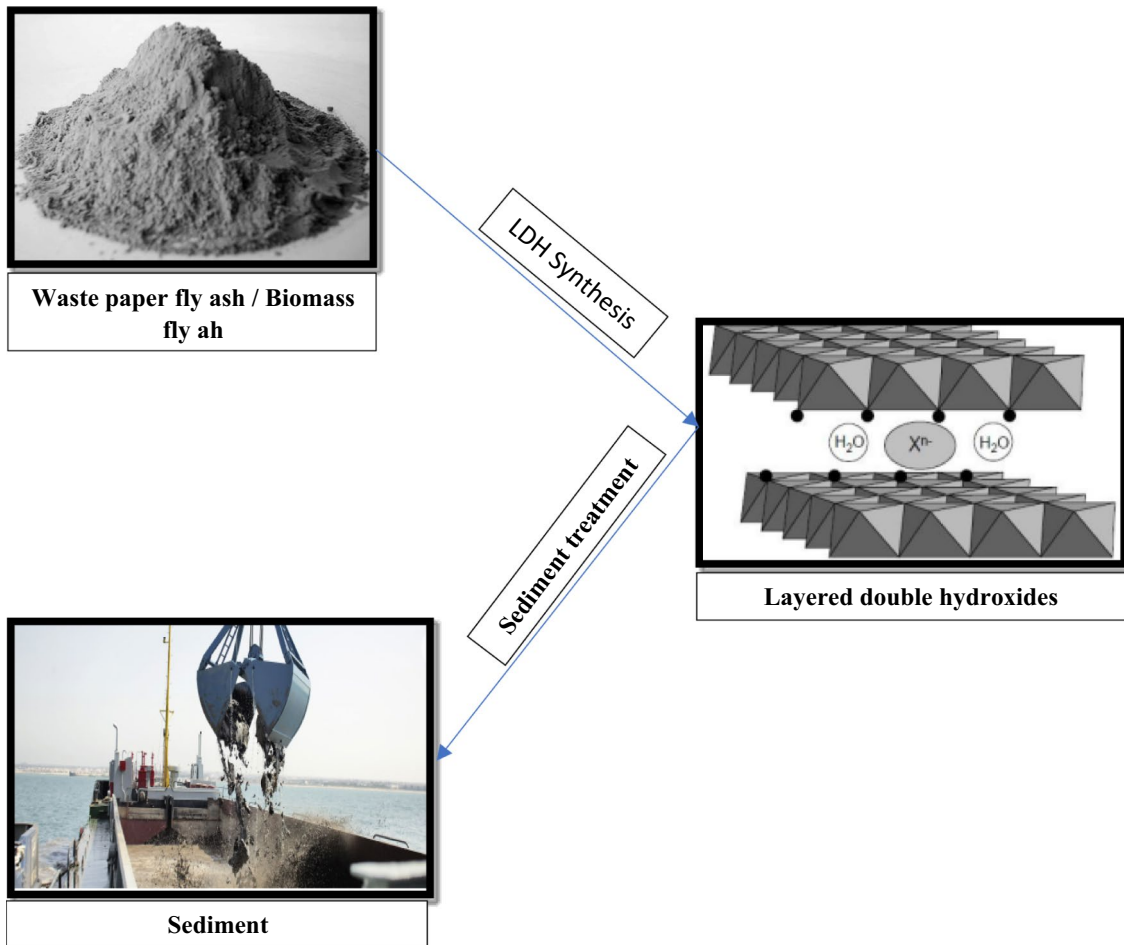 Waste paper fly ash / Biomass
fly ah
LDH Synthesis
H₂O
Xⁿ⁻
H₂O
Layered double hydroxides
Sediment treatment
Sediment